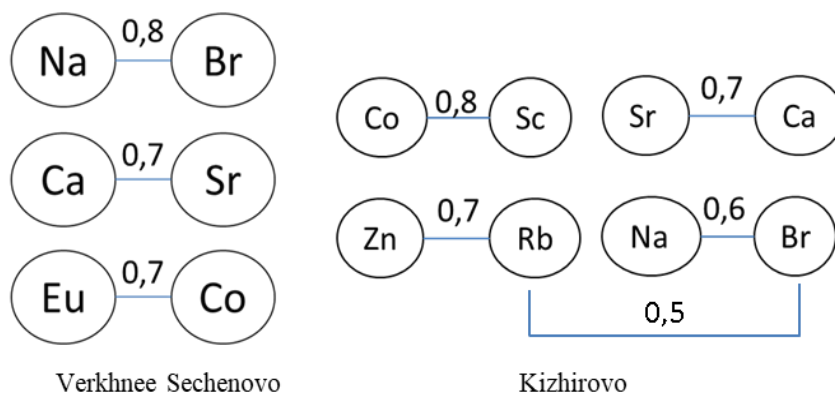 0,8
Na Br
0,7
Ca Sr
0,7
Eu Co
Verkhnee Sechenovo
0,8
Co Sc
0,7
Sr Ca
0,7
Zn Rb
0,6
Na Br
0,5
Kizhirovo